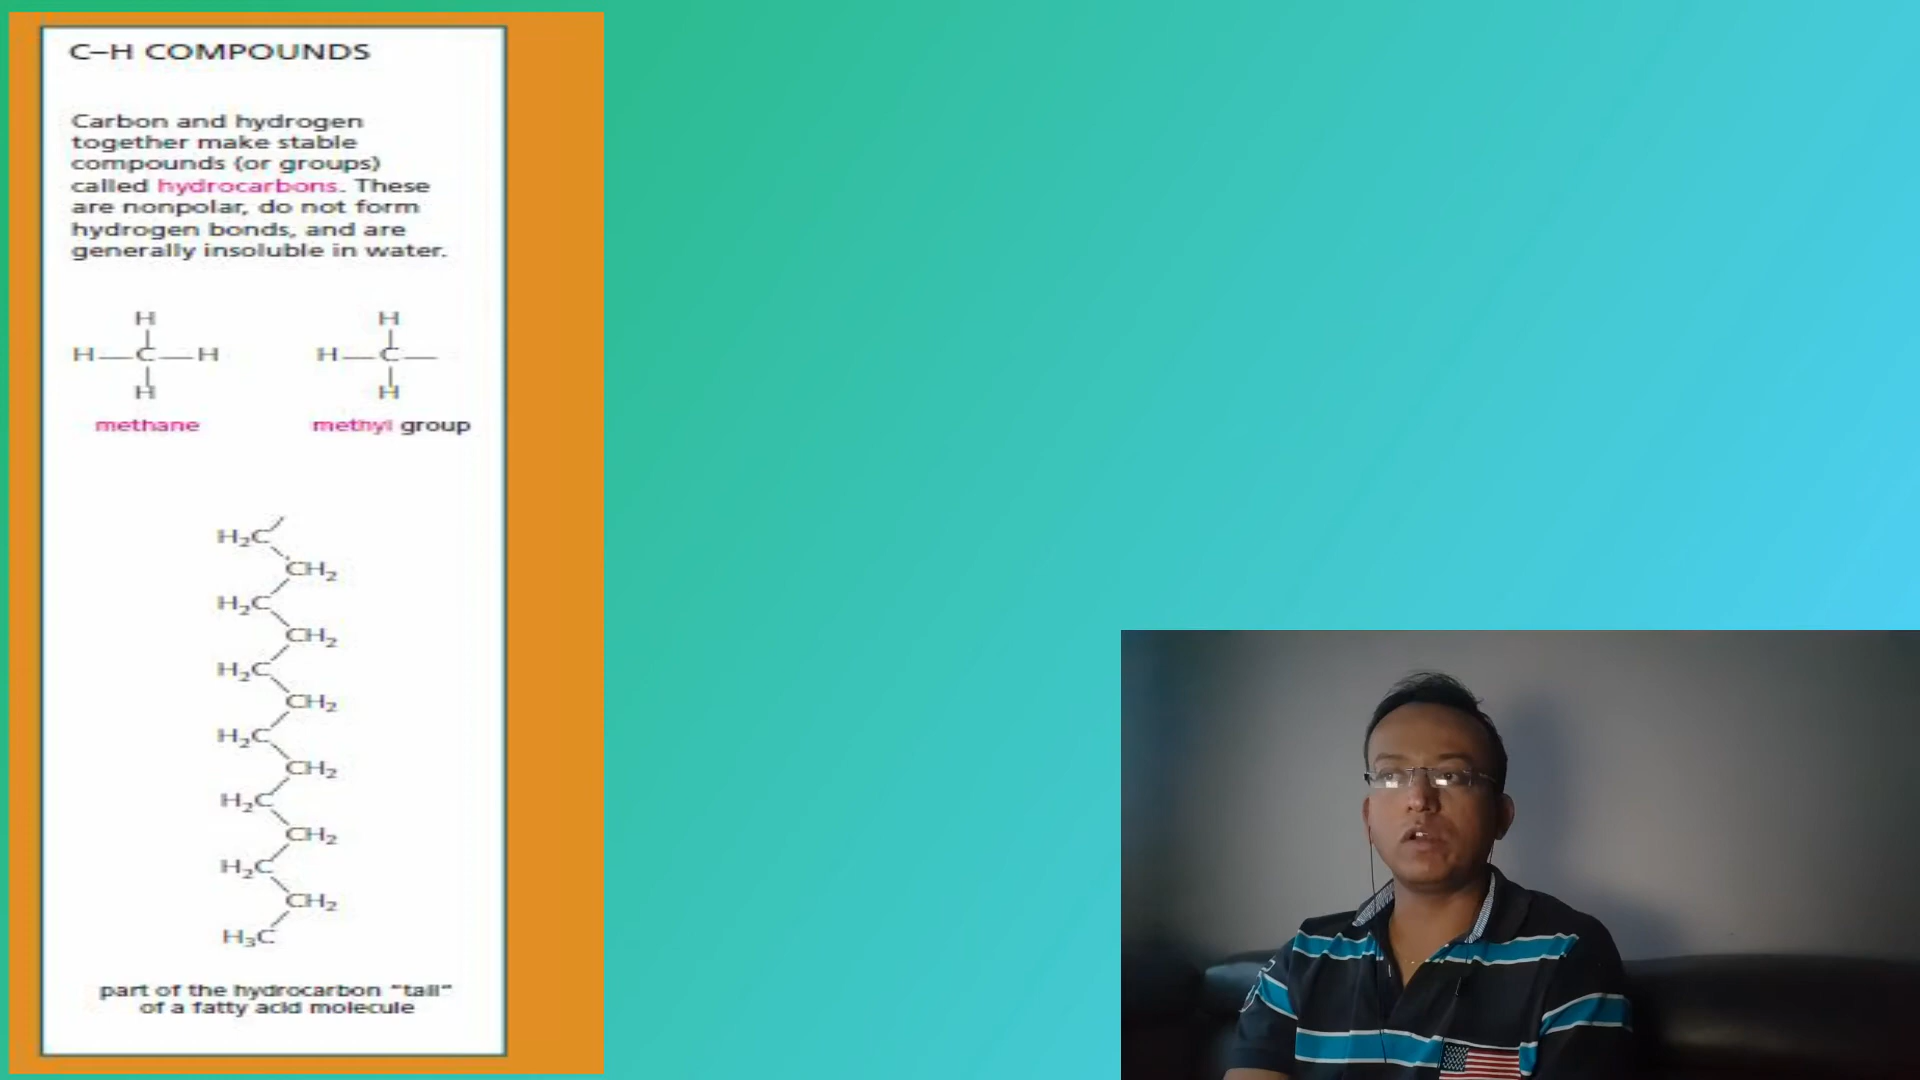 C–H COMPOUNDS
Carbon and hydrogen
together make stable
compounds (or groups)
called hydrocarbons. These
are nonpolar, do not form
hydrogen bonds, and are
generally insoluble in water.
H H
H—C—H H—C—
H H
methane methyl group
H₂C
CH₂
H₂C
CH₂
H₂C
CH₂
H₂C
CH₂
H₂C
CH₂
H₂C
CH₂
H₃C
part of the hydrocarbon "tail"
of a fatty acid molecule